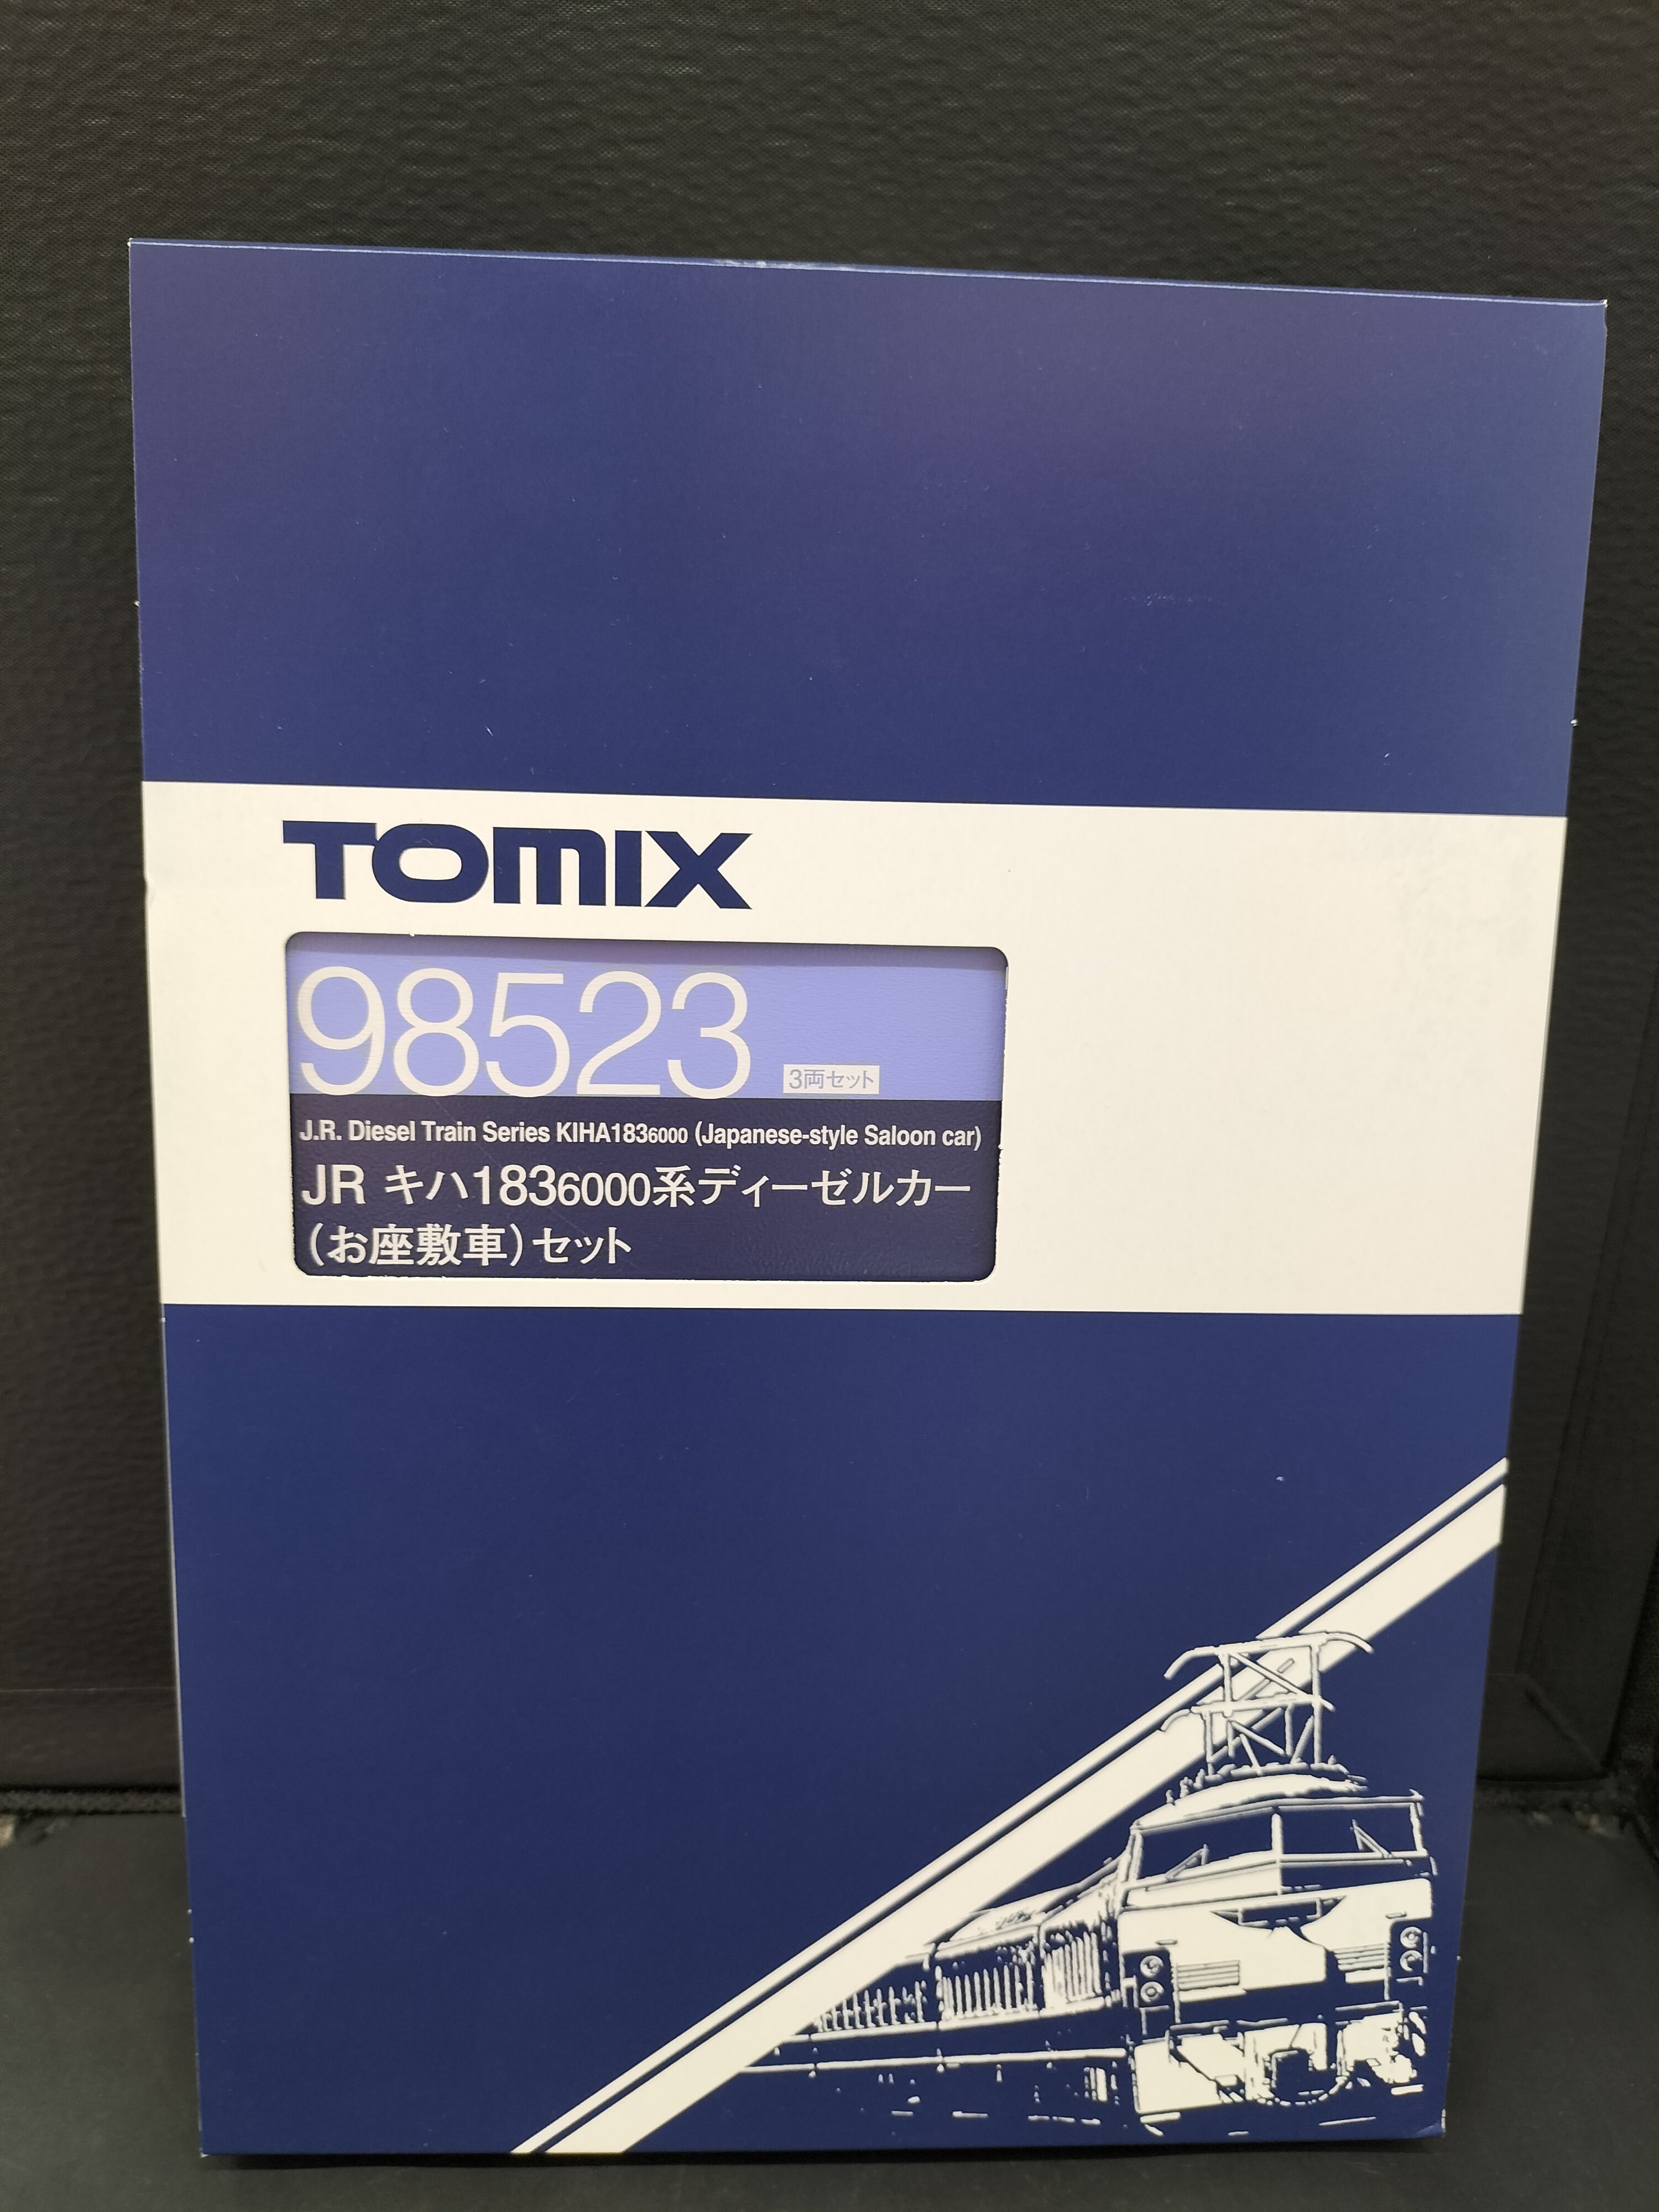 TOMIX
98523 3両セット
J.R. Diesel Train Series KIHA1836000 (Japanese-style Saloon car)
JR キハ1836000系ディーゼルカー
(お座敷車)セット